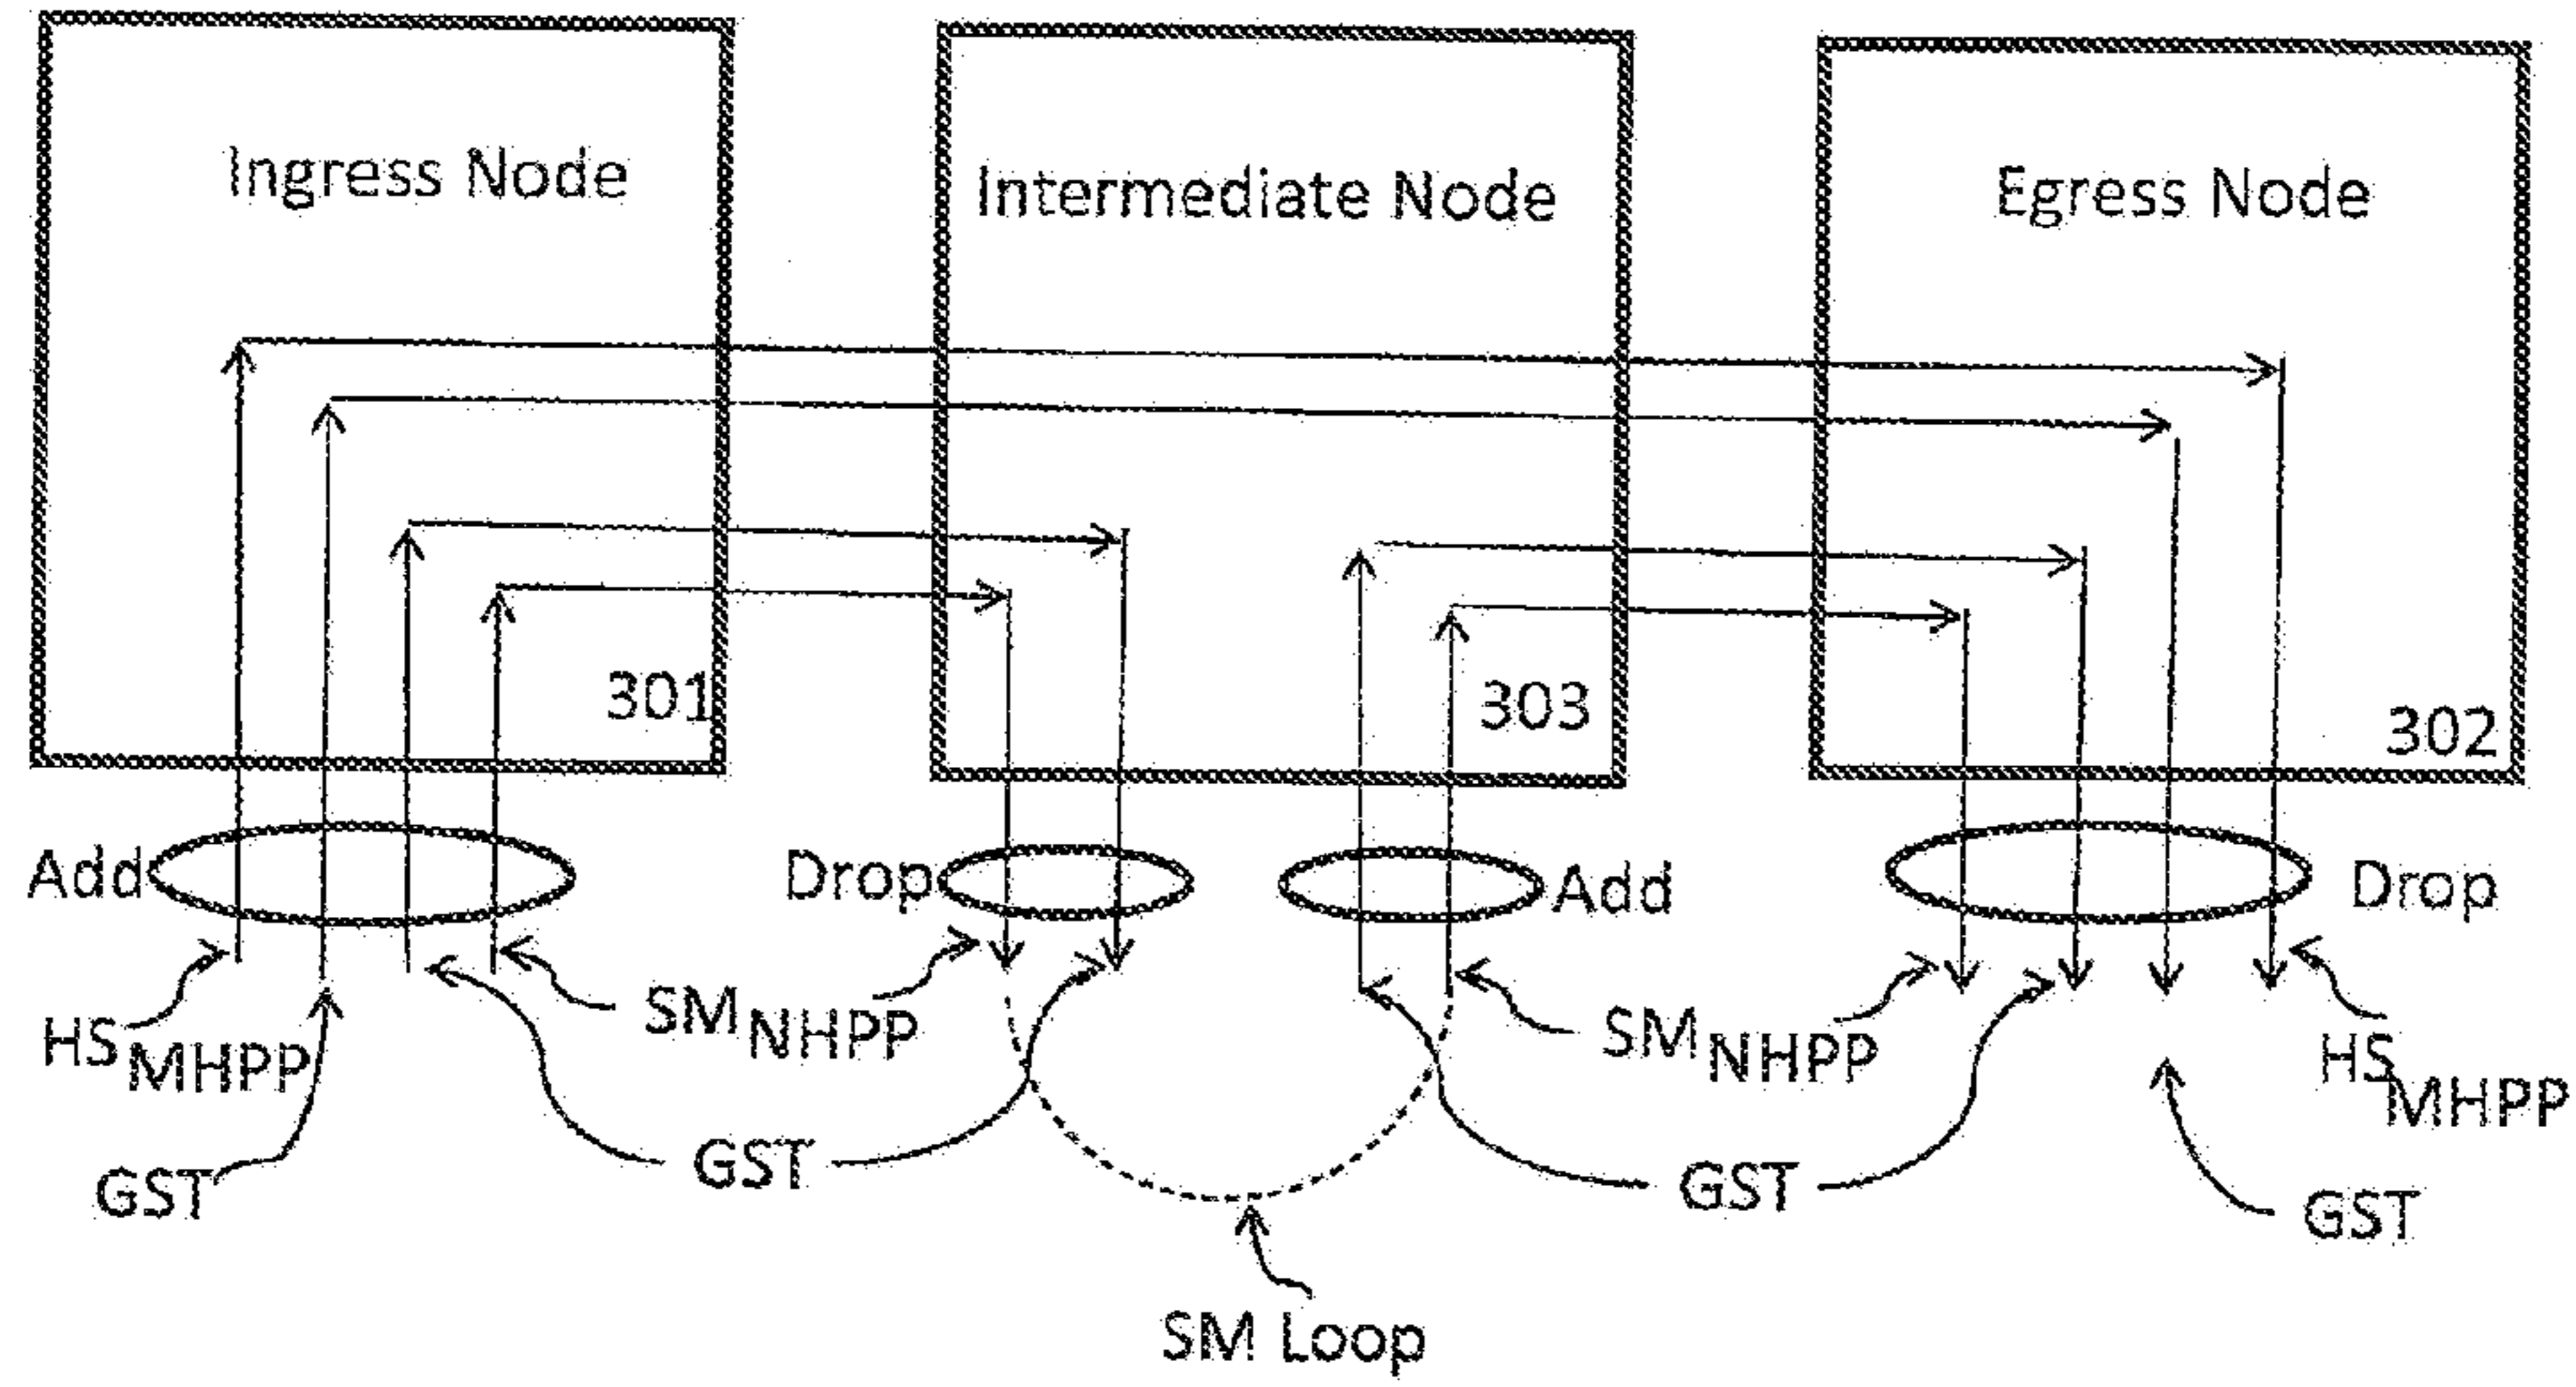 Ingress Node
Intermediate Node
Egress Node
301
303
302
Add
Drop
Add
Drop
HS MHPP
SM NHPP
SM NHPP
HS MHPP
GST
GST
GST
GST
SM Loop